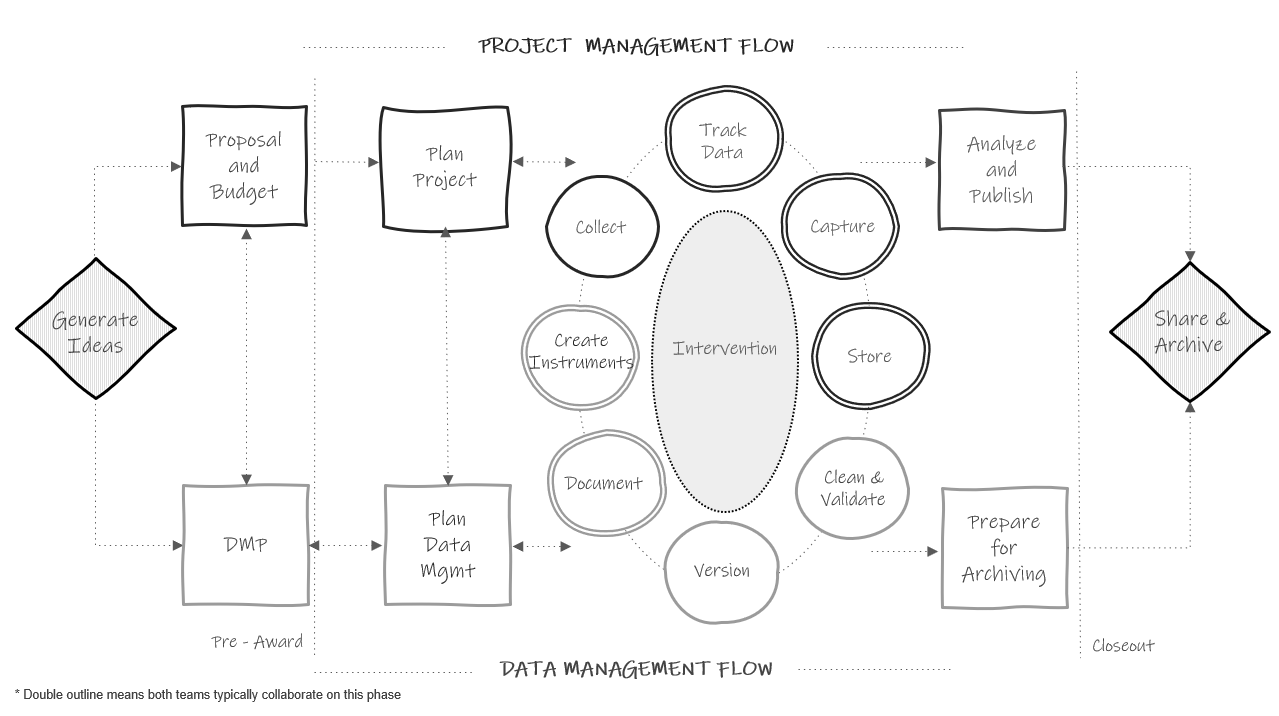 PROJECT MANAGEMENT FLOW
Proposal
and
Budget
Plan
Project
Track
Data
Analyze
and
Publish
Collect
Capture
Generate
Ideas
Create
Instruments
Intervention
Store
Share &
Archive
Document
Clean &
Validate
DMP
Plan
Data
Mgmt
Version
Prepare
for
Archiving
Pre - Award
Closeout
DATA MANAGEMENT FLOW
* Double outline means both teams typically collaborate on this phase